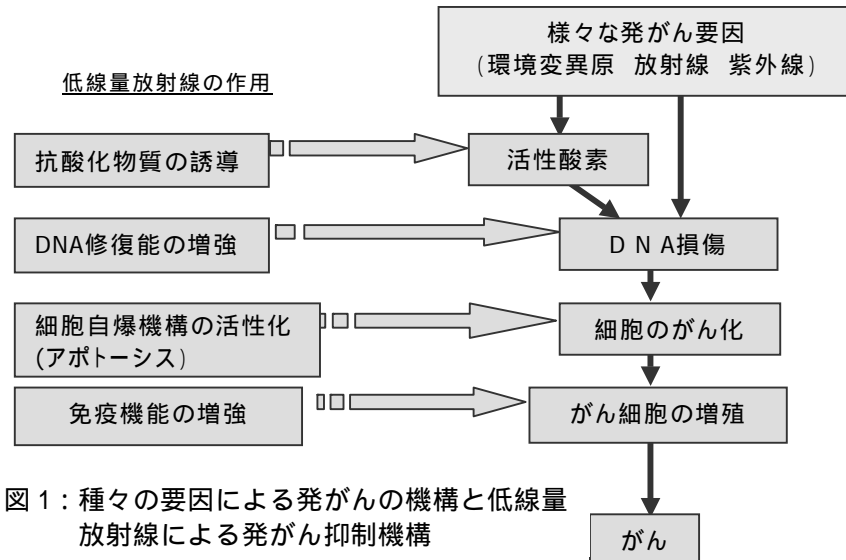 様々な発がん要因
(環境変異原 放射線 紫外線)
低線量放射線の作用
抗酸化物質の誘導
活性酸素
DNA修復能の増強
DNA損傷
細胞自爆機構の活性化
(アポトーシス)
細胞のがん化
免疫機能の増強
がん細胞の増殖
図1:種々の要因による発がんの機構と低線量
放射線による発がん抑制機構
がん